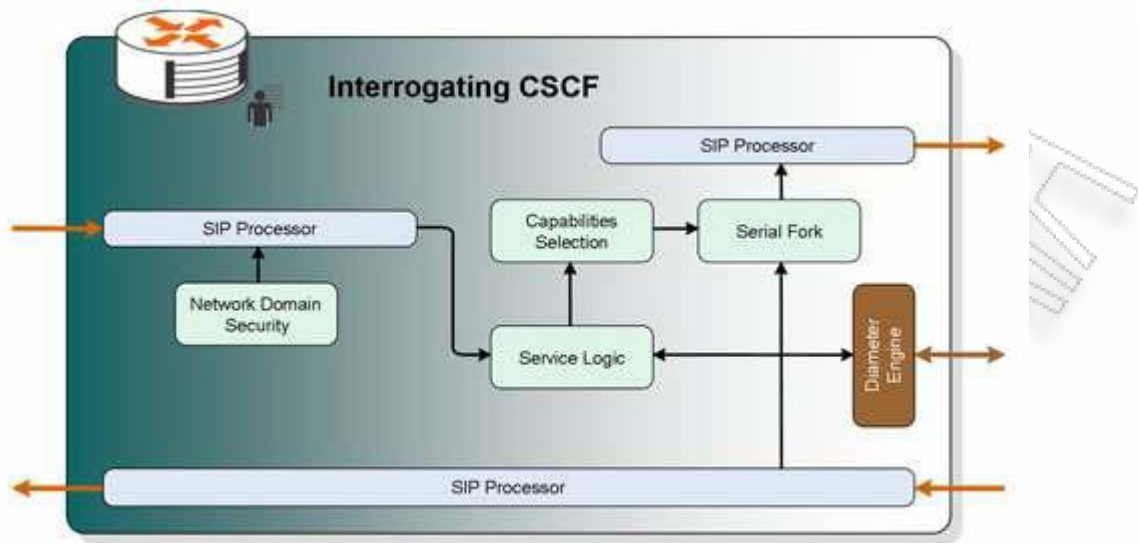 Interrogating CSCF
SIP Processor
SIP Processor
Capabilities
Selection
Serial Fork
Network Domain
Security
Service Logic
Diameter
Engine
SIP Processor